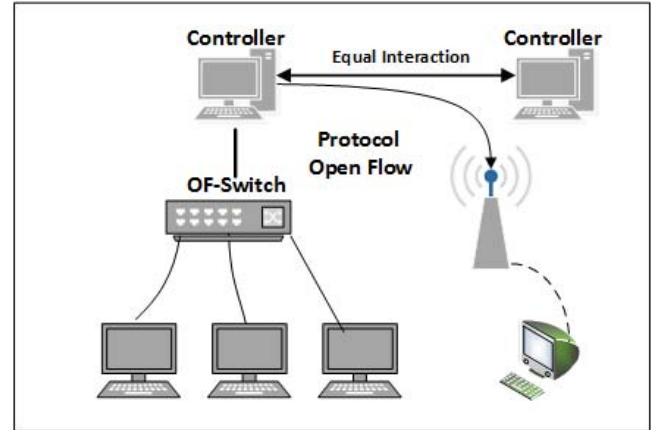 Controller
Controller
Equal Interaction
Protocol
Open Flow
OF-Switch